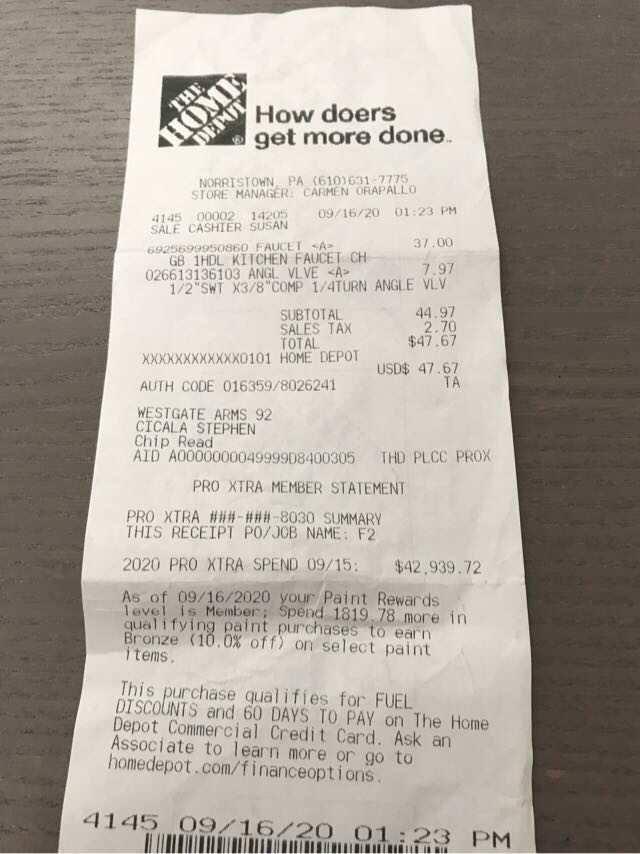 THE
HOME
DEPOT
®
How doers
get more done™
NORRISTOWN, PA (610)631-7775
STORE MANAGER: CARMEN ORAPALLO
4145 00002 14205 09/16/20 01:23 PM
SALE CASHIER SUSAN
6925699950860 FAUCET <A> 37.00
GB 1HDL KITCHEN FAUCET CH
026613136103 ANGL VLVE <A> 7.97
1/2"SWT X3/8"COMP 1/4TURN ANGLE VLV
SUBTOTAL 44.97
SALES TAX 2.70
TOTAL $47.67
XXXXXXXXXXXX0101 HOME DEPOT
USD$ 47.67
AUTH CODE 016359/8026241 TA
WESTGATE ARMS 92
CICALA STEPHEN
Chip Read
AID A0000000049999D8400305 THD PLCC PROX
PRO XTRA MEMBER STATEMENT
PRO XTRA ###-###-8030 SUMMARY
THIS RECEIPT PO/JOB NAME: F2
2020 PRO XTRA SPEND 09/15: $42,939.72
As of 09/16/2020 your Paint Rewards
level is Member; Spend 1819.78 more in
qualifying paint purchases to earn
Bronze (10.0% off) on select paint
items.
This purchase qualifies for FUEL
DISCOUNTS and 60 DAYS TO PAY on The Home
Depot Commercial Credit Card. Ask an
Associate to learn more or go to
homedepot.com/financeoptions.
4145 09/16/20 01:23 PM